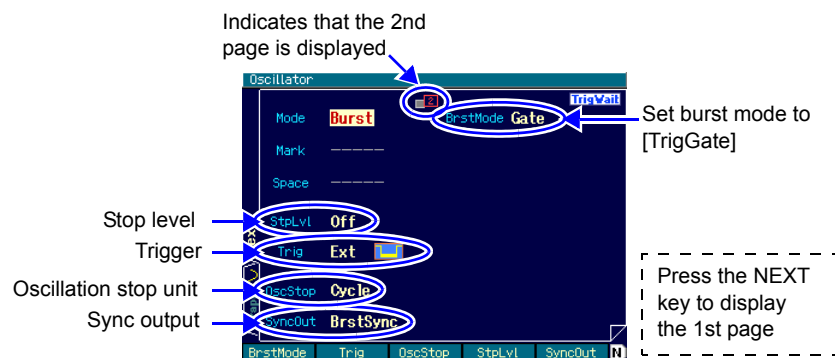 Indicates that the 2nd
page is displayed
Oscillator
2
TrigWait
Mode Burst
BrstMode Gate
Set burst mode to
[TrigGate]
Mark -----
Space -----
Stop level
StpLvl Off
Trigger
Trig Ext
Oscillation stop unit
OscStop Cycle
Sync output
SyncOut BrstSync
Press the NEXT
key to display
the 1st page
BrstMode Trig OscStop StpLvl SyncOut N